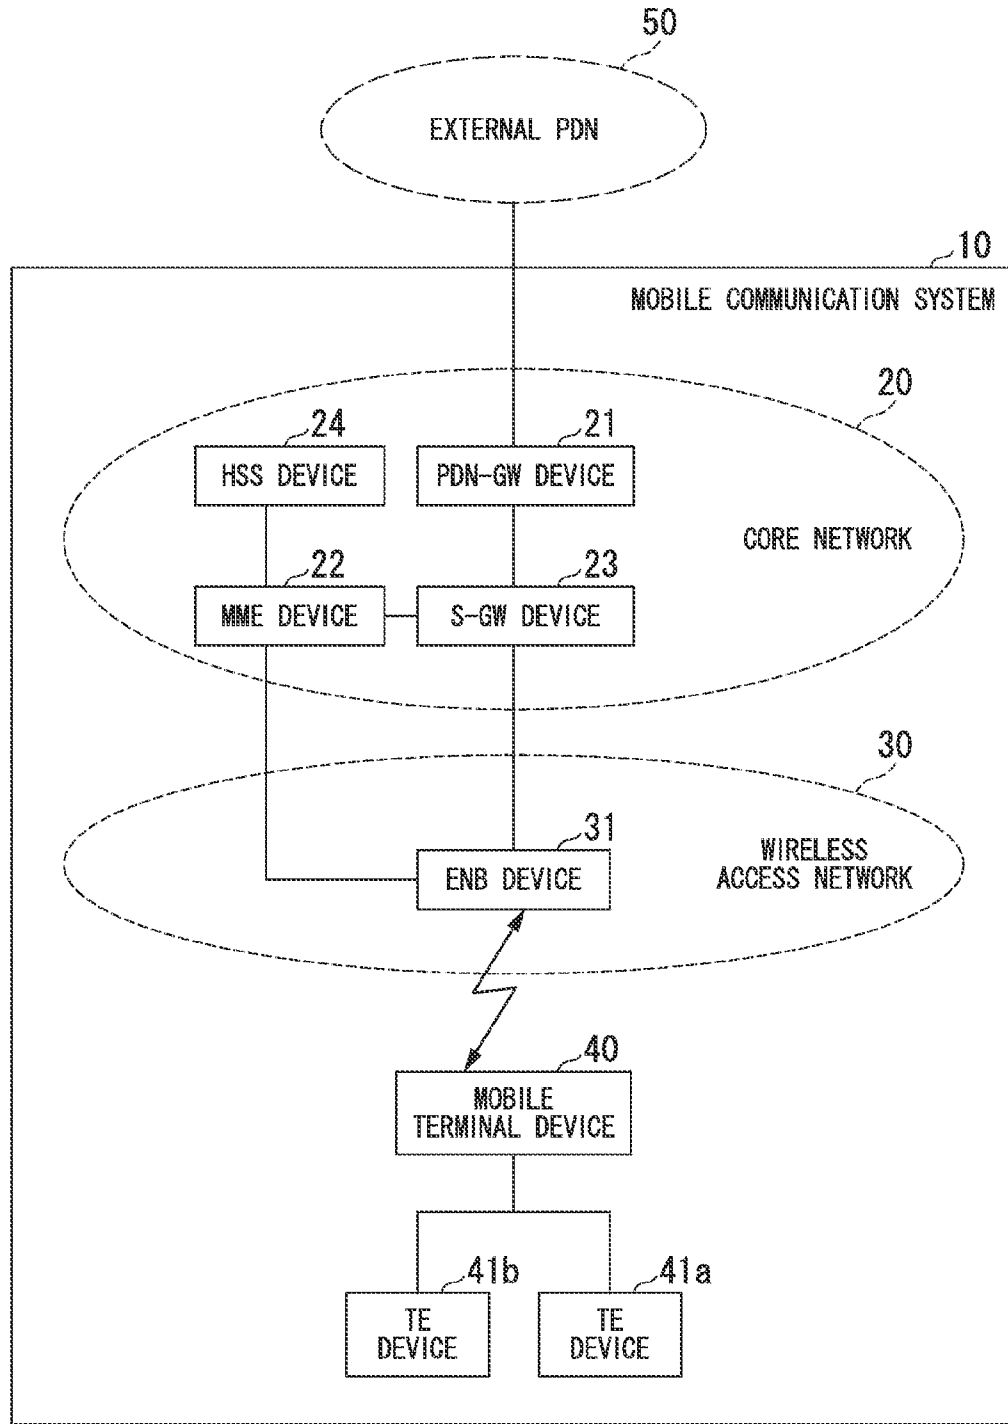 50
EXTERNAL PDN
10
MOBILE COMMUNICATION SYSTEM
20
24
21
HSS DEVICE
PDN-GW DEVICE
CORE NETWORK
22
23
MME DEVICE
S-GW DEVICE
30
31
ENB DEVICE
WIRELESS
ACCESS NETWORK
40
MOBILE
TERMINAL DEVICE
41b
41a
TE
DEVICE
TE
DEVICE